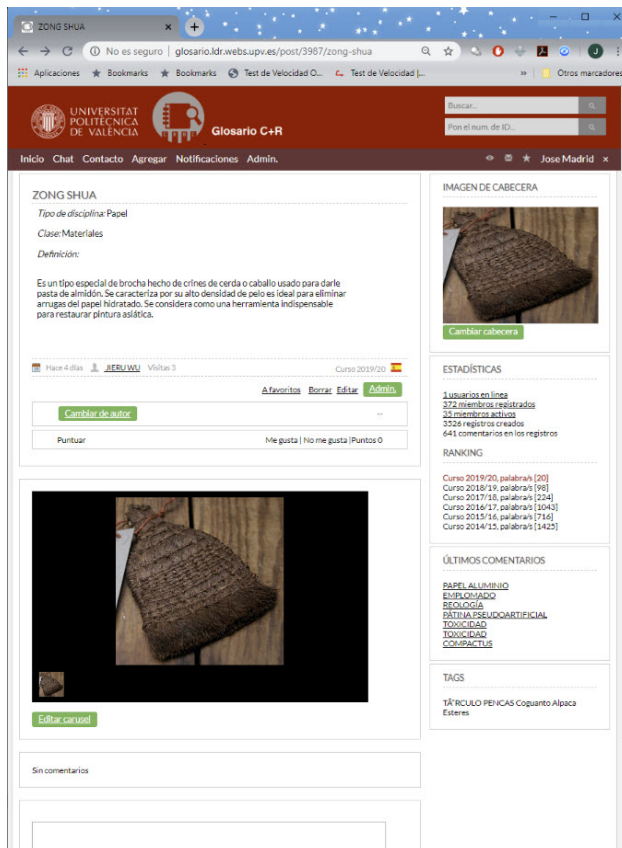 ZONG SHUA
No es seguro | glosario.ldr.webs.upv.es/post/3987/zong-shua
Aplicaciones Bookmarks Bookmarks Test de Velocidad O... Test de Velocidad |... » Otros marcadores
UNIVERSITAT
POLITÈCNICA
DE VALÈNCIA
Glosario C+R
Buscar...
Pon el num. de ID...
Inicio Chat Contacto Agregar Notificaciones Admin. Jose Madrid ×
ZONG SHUA
Tipo de disciplina: Papel
Clase: Materiales
Definición:
Es un tipo especial de brocha hecho de crines de cerda o caballo usado para darle
pasta de almidón. Se caracteriza por su alto densidad de pelo es ideal para eliminar
arrugas del papel hidratado. Se considera como una herramienta indispensable
para restaurar pintura asiática.
Hace 4 días JIERU WU Visitas 3 Curso 2019/20
A favoritos Borrar Editar Admin.
Cambiar de autor ---
Puntuar Me gusta | No me gusta |Puntos 0
Editar carusel
Sin comentarios
IMAGEN DE CABECERA
Cambiar cabecera
ESTADÍSTICAS
1 usuarios en linea
372 miembros registrados
35 miembros activos
3526 registros creados
641 comentarios en los registros
RANKING
Curso 2019/20, palabra/s [20]
Curso 2018/19, palabra/s [98]
Curso 2017/18, palabra/s [224]
Curso 2016/17, palabra/s [1043]
Curso 2015/16, palabra/s [716]
Curso 2014/15, palabra/s [1425]
ÚLTIMOS COMENTARIOS
PAPEL ALUMINIO
EMPLOMADO
REOLOGÍA
PÁTINA PSEUDOARTIFICIAL
TOXICIDAD
TOXICIDAD
COMPACTUS
TAGS
TÃ“RCULO PENCAS Coguanto Alpaca
Esteres